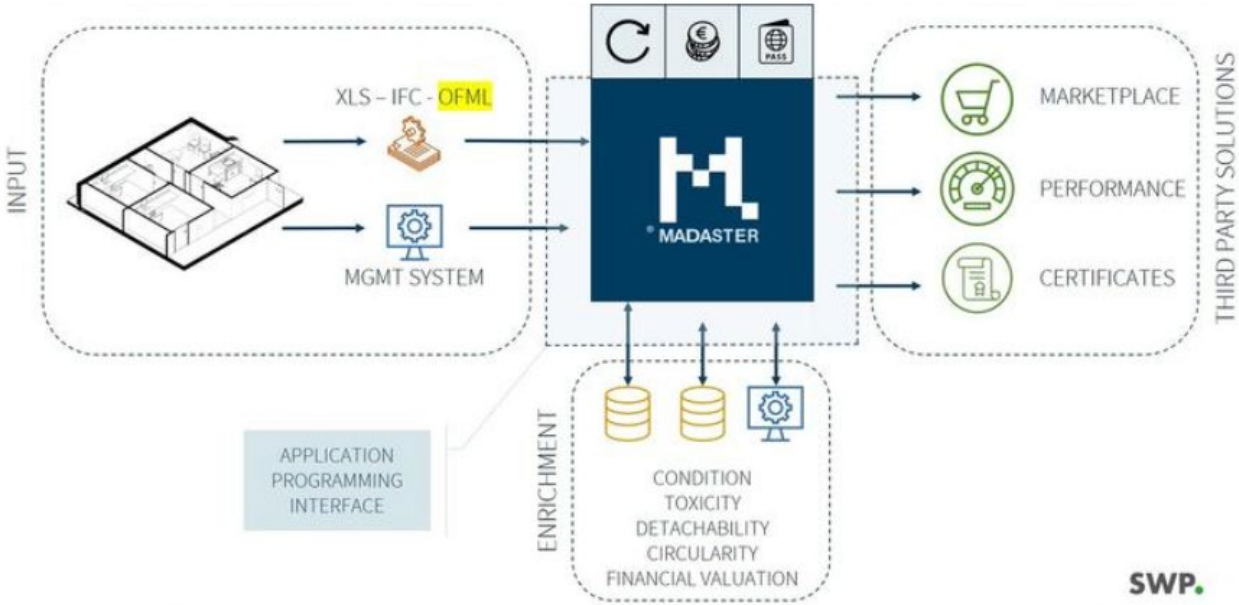 INPUT
XLS – IFC - OFML
MGMT SYSTEM
€
PASS
® MADASTER
MARKETPLACE
PERFORMANCE
CERTIFICATES
THIRD PARTY SOLUTIONS
APPLICATION
PROGRAMMING
INTERFACE
ENRICHMENT
CONDITION
TOXICITY
DETACHABILITY
CIRCULARITY
FINANCIAL VALUATION
SWP.